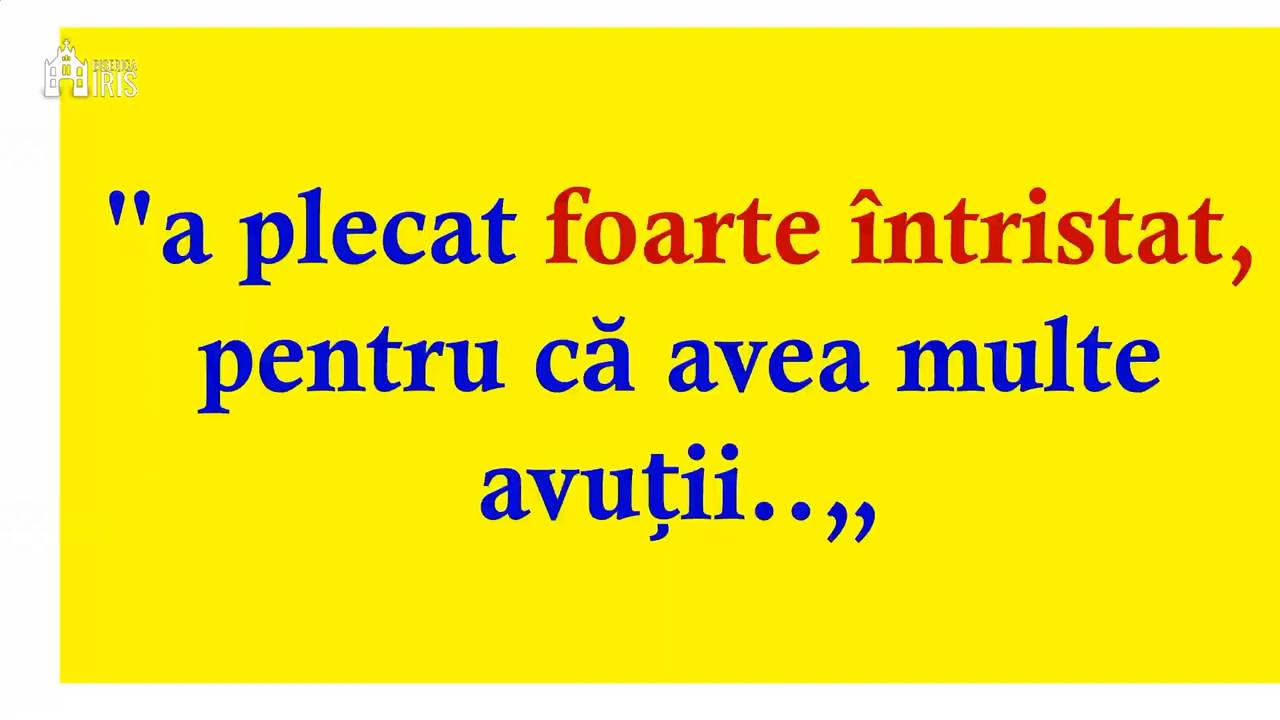 BISERICA
IRIS
"a plecat foarte întristat,
pentru că avea multe
avuții..,,